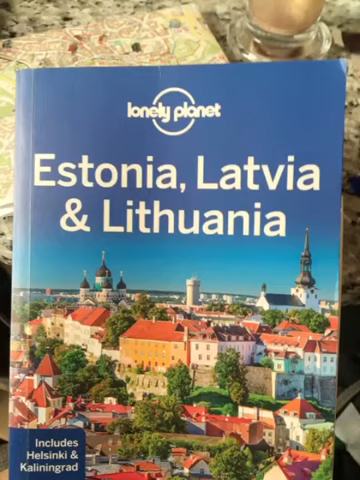 lonely planet
Estonia, Latvia
& Lithuania
Includes
Helsinki &
Kaliningrad